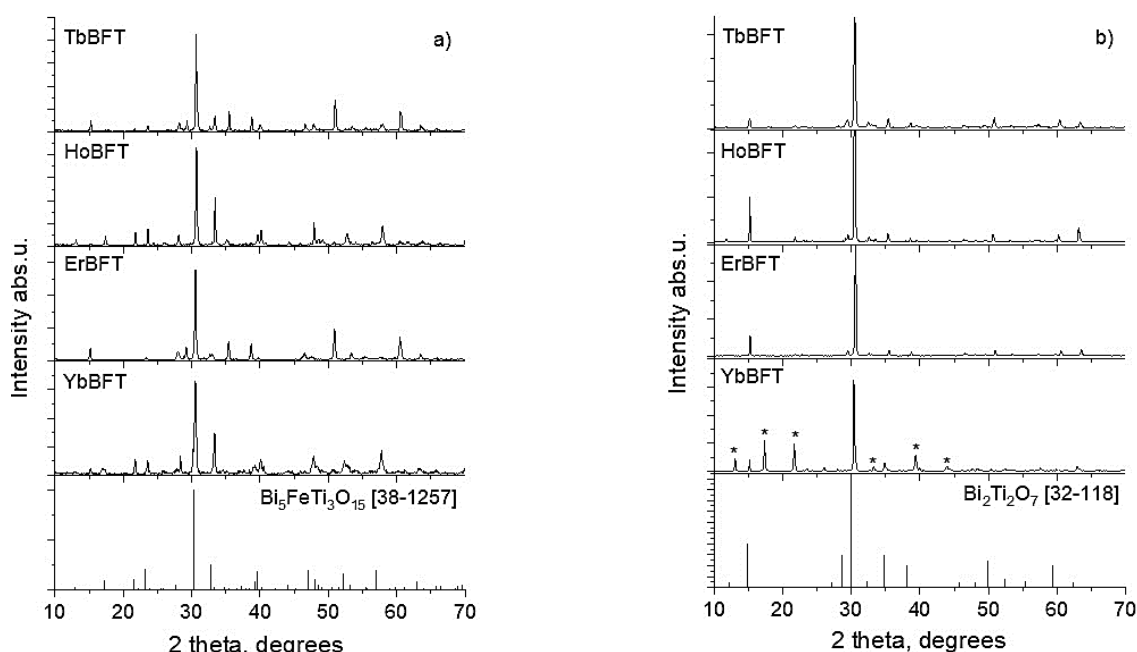 a)
TbBFT
HoBFT
ErBFT
YbBFT
Bi₅FeTi₃O₁₅ [38-1257]
Intensity abs.u.
10 20 30 40 50 60 70
2 theta, degrees
b)
TbBFT
HoBFT
ErBFT
YbBFT
* * * * * *
Bi₂Ti₂O₇ [32-118]
Intensity abs.u.
10 20 30 40 50 60 70
2 theta, degrees